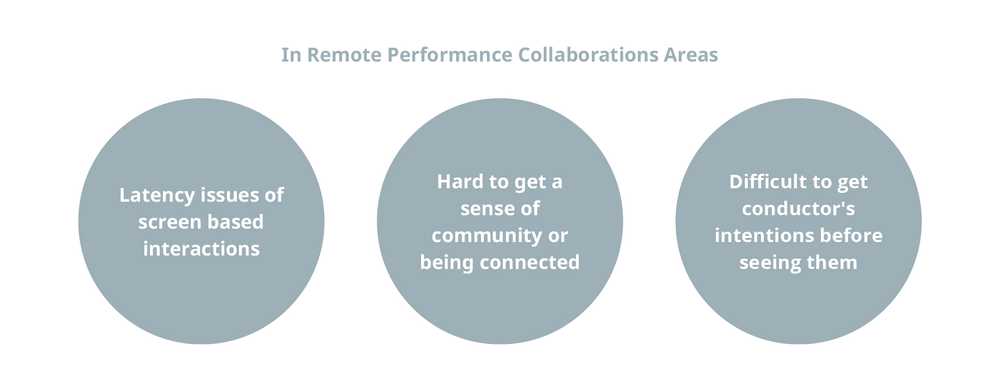 In Remote Performance Collaborations Areas
Latency issues of
screen based
interactions
Hard to get a
sense of
community or
being connected
Difficult to get
conductor's
intentions before
seeing them